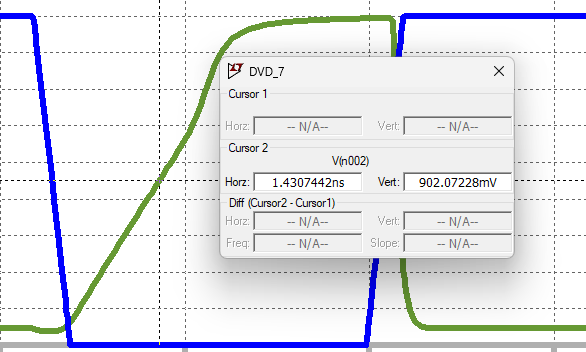 DVD_7
Cursor 1
Horz: -- N/A-- Vert: -- N/A--
Cursor 2
V(n002)
Horz: 1.4307442ns Vert: 902.07228mV
Diff (Cursor2 - Cursor1)
Horz: -- N/A-- Vert: -- N/A--
Freq: -- N/A-- Slope: -- N/A--